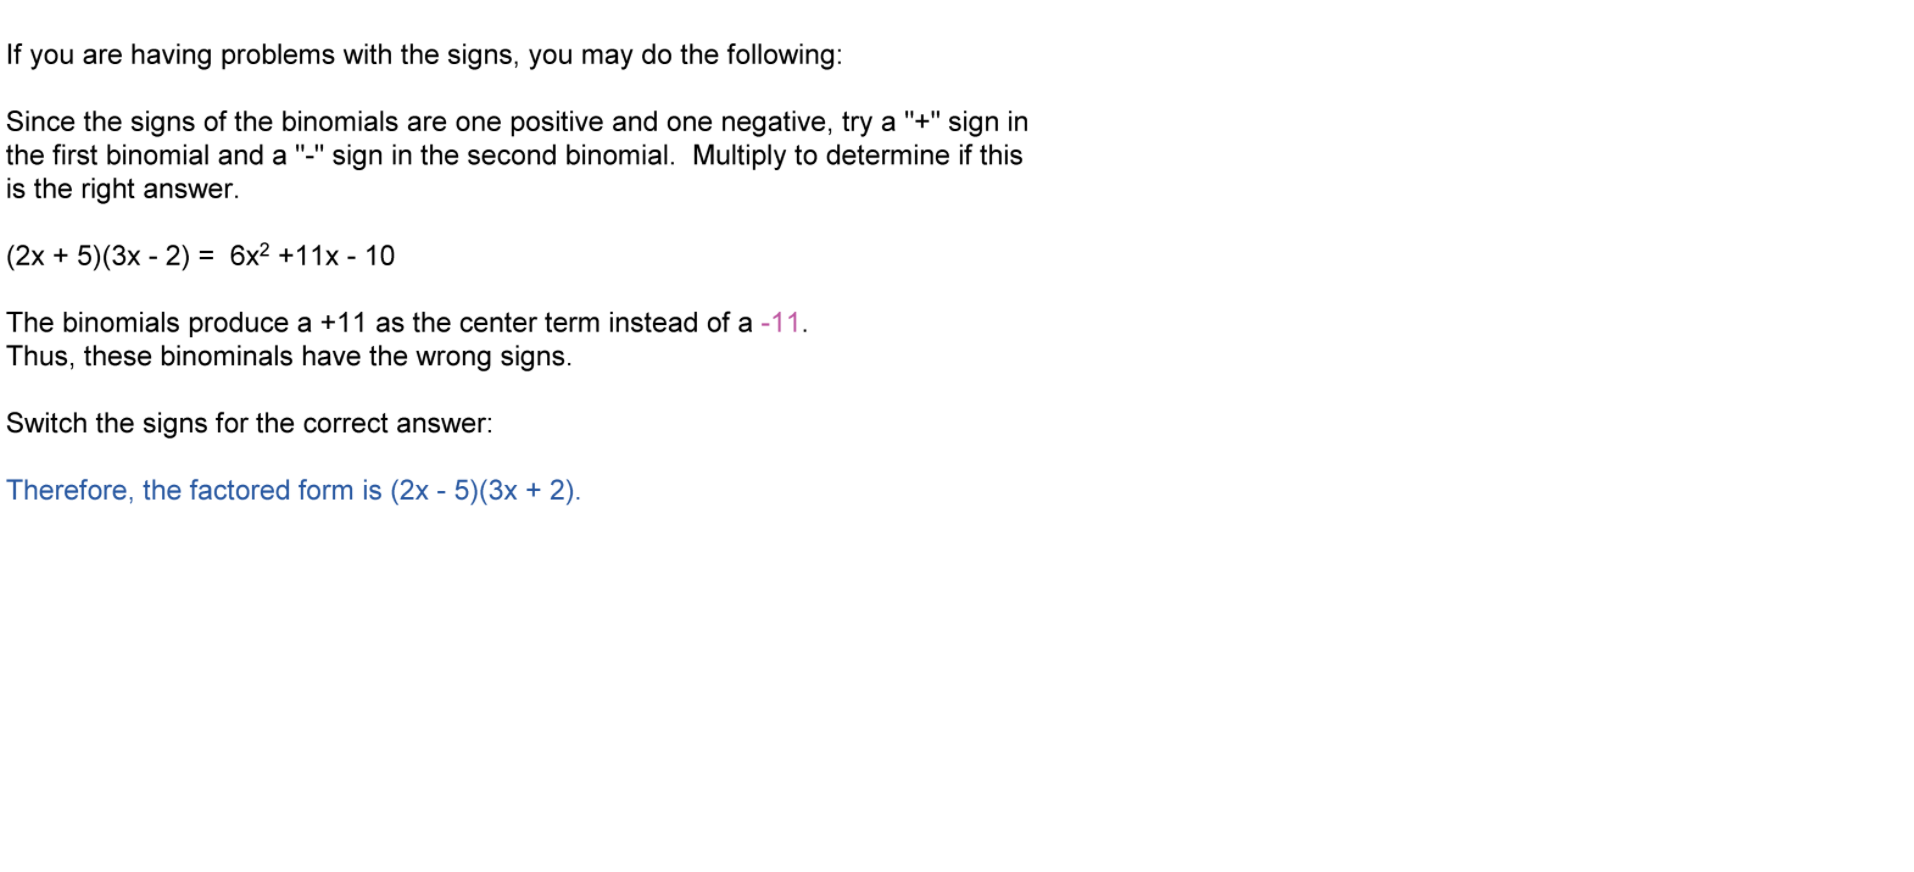 If you are having problems with the signs, you may do the following:
Since the signs of the binomials are one positive and one negative, try a "+" sign in
the first binomial and a "-" sign in the second binomial.  Multiply to determine if this
is the right answer.
(2x + 5)(3x - 2) =  6x² +11x - 10
The binomials produce a +11 as the center term instead of a -11.
Thus, these binominals have the wrong signs.
Switch the signs for the correct answer:
Therefore, the factored form is (2x - 5)(3x + 2).